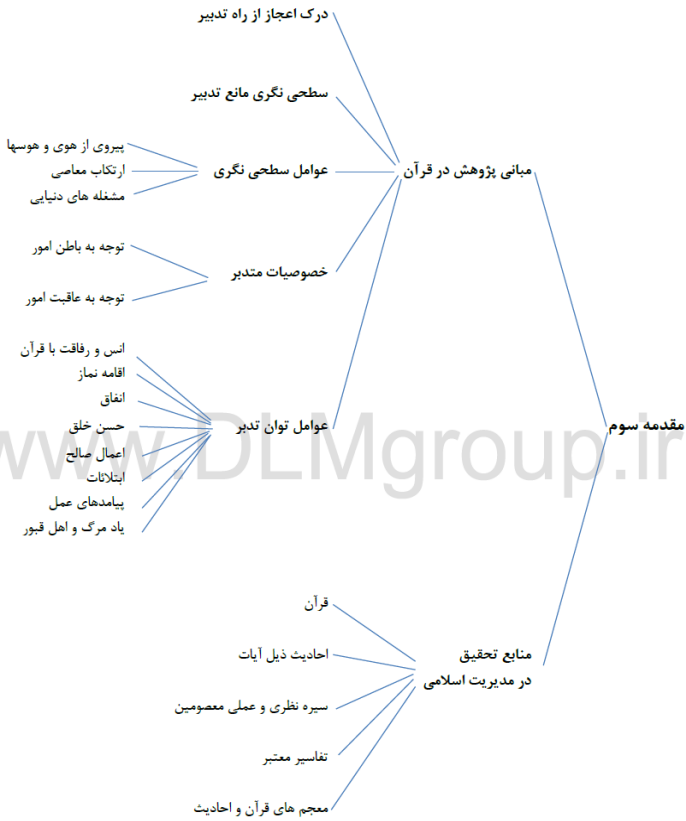 مقدمه سوم
مبانی پژوهش در قرآن
درک اعجاز از راه تدبیر
سطحی نگری مانع تدبیر
عوامل سطحی نگری
پیروی از هوی و هوسها
ارتکاب معاصی
مشغله های دنیایی
خصوصیات متدبر
توجه به باطن امور
توجه به عاقبت امور
عوامل توان تدبر
انس و رفاقت با قرآن
اقامه نماز
انفاق
حسن خلق
اعمال صالح
ابتلائات
پیامدهای عمل
یاد مرگ و اهل قبور
منابع تحقیق
در مدیریت اسلامی
قرآن
احادیث ذیل آیات
سیره نظری و عملی معصومین
تفاسیر معتبر
معجم های قرآن و احادیث
www.DLMgroup.ir